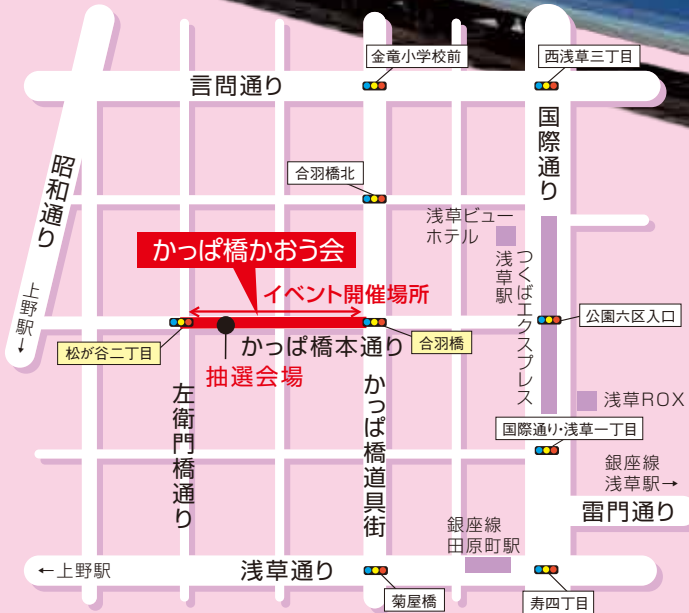 金竜小学校前
西浅草三丁目
言問通り
国際通り
昭和通り
合羽橋北
浅草ビュー
ホテル
かっぱ橋かおう会
つくばエクスプレス
浅草駅
上野駅↓
イベント開催場所
公園六区入口
松が谷二丁目
かっぱ橋本通り
合羽橋
抽選会場
左衛門橋通り
かっぱ橋道具街
浅草ROX
国際通り・浅草一丁目
銀座線
浅草駅→
雷門通り
銀座線
田原町駅
←上野駅
浅草通り
菊屋橋
寿四丁目